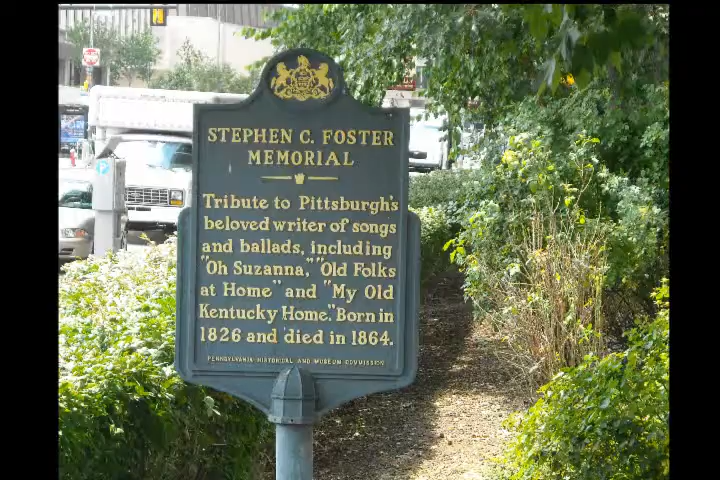 STEPHEN C. FOSTER
MEMORIAL
Tribute to Pittsburgh's
beloved writer of songs
and ballads, including
"Oh Suzanna," "Old Folks
at Home" and "My Old
Kentucky Home." Born in
1826 and died in 1864.
PENNSYLVANIA HISTORICAL AND MUSEUM COMMISSION